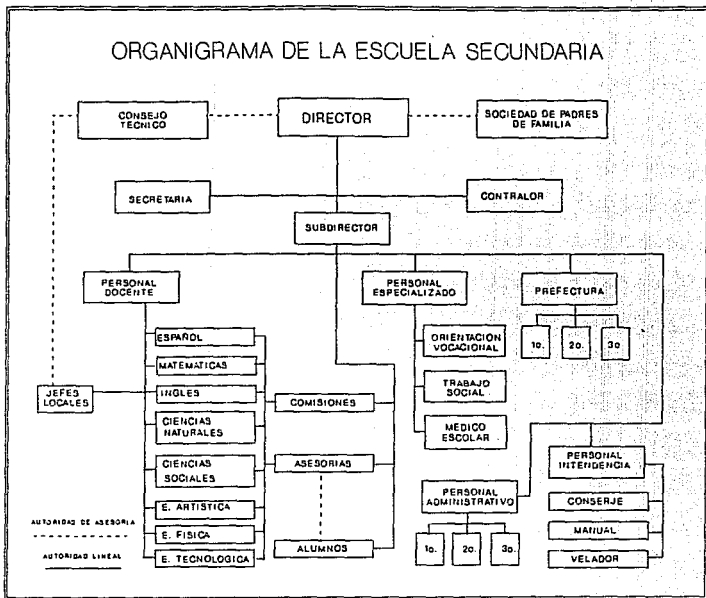 ORGANIGRAMA DE LA ESCUELA SECUNDARIA
CONSEJO
TECNICO
DIRECTOR
SOCIEDAD DE PADRES
DE FAMILIA
SECRETARIA
CONTRALOR
SUBDIRECTOR
PERSONAL
DOCENTE
PERSONAL
ESPECIALIZADO
PREFECTURA
ESPAÑOL
MATEMATICAS
INGLES
CIENCIAS
NATURALES
CIENCIAS
SOCIALES
E. ARTISTICA
E. FISICA
E. TECNOLOGICA
JEFES
LOCALES
COMISIONES
ASESORIAS
ALUMNOS
ORIENTACION
VOCACIONAL
TRABAJO
SOCIAL
MEDICO
ESCOLAR
1o.
2o.
3o
PERSONAL
ADMINISTRATIVO
1o.
2o.
3o.
PERSONAL
INTENDENCIA
CONSERJE
MANUAL
VELADOR
AUTORIDAD DE ASESORIA
AUTORIDAD LINEAL